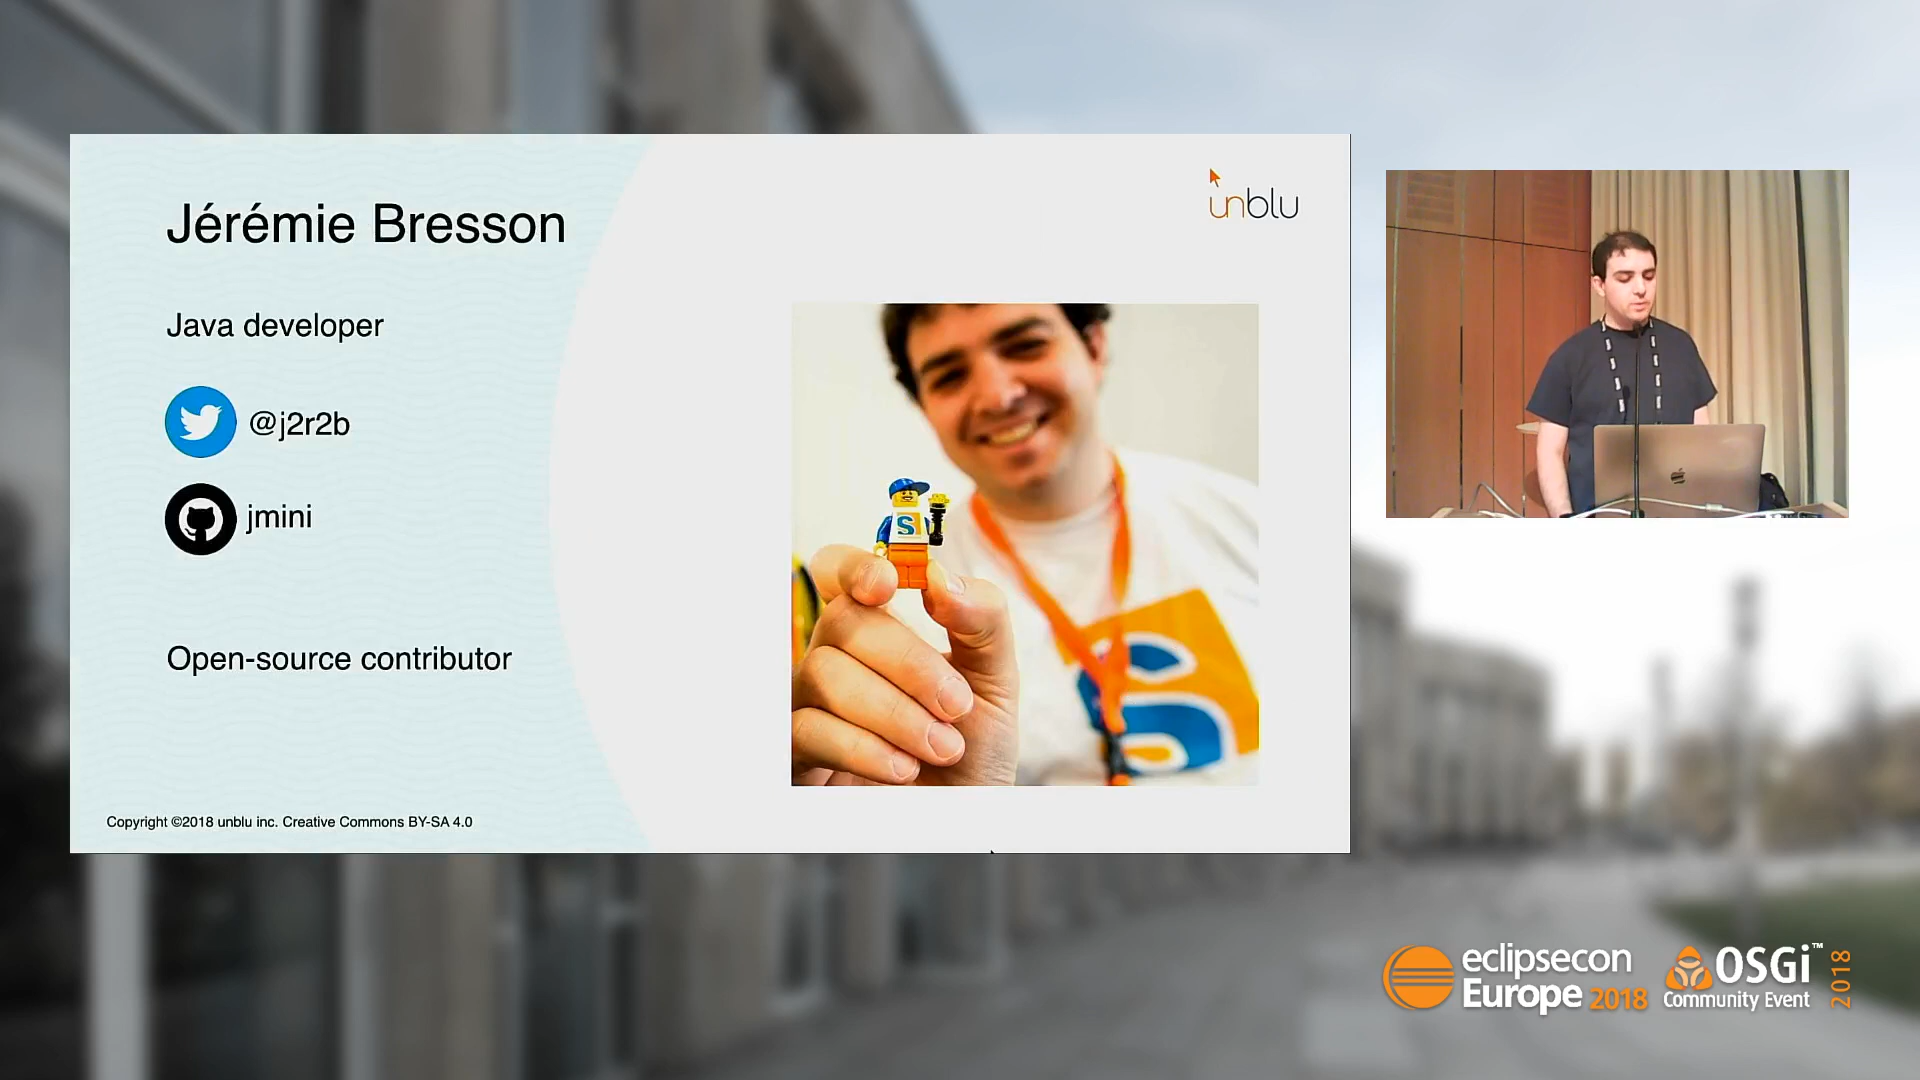 Jérémie Bresson
unblu
Java developer
@j2r2b
jmini
S
Open-source contributor
Copyright ©2018 unblu inc. Creative Commons BY-SA 4.0
eclipsecon
Europe 2018
OSGi™
Community Event
2018